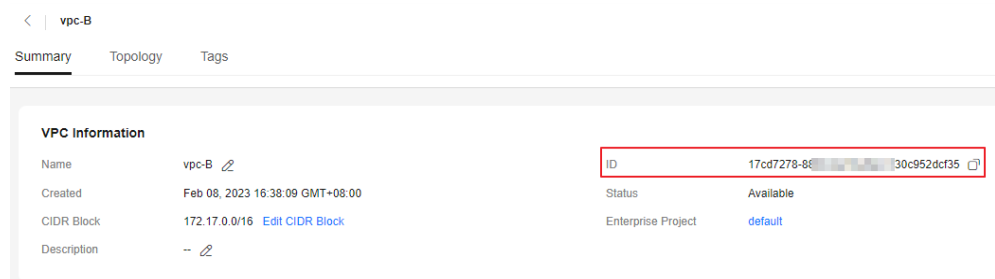 vpc-B
Summary Topology Tags
VPC Information
Name vpc-B
ID 17cd7278-88 30c952dcf35
Created Feb 08, 2023 16:38:09 GMT+08:00
Status Available
CIDR Block 172.17.0.0/16 Edit CIDR Block
Enterprise Project default
Description --